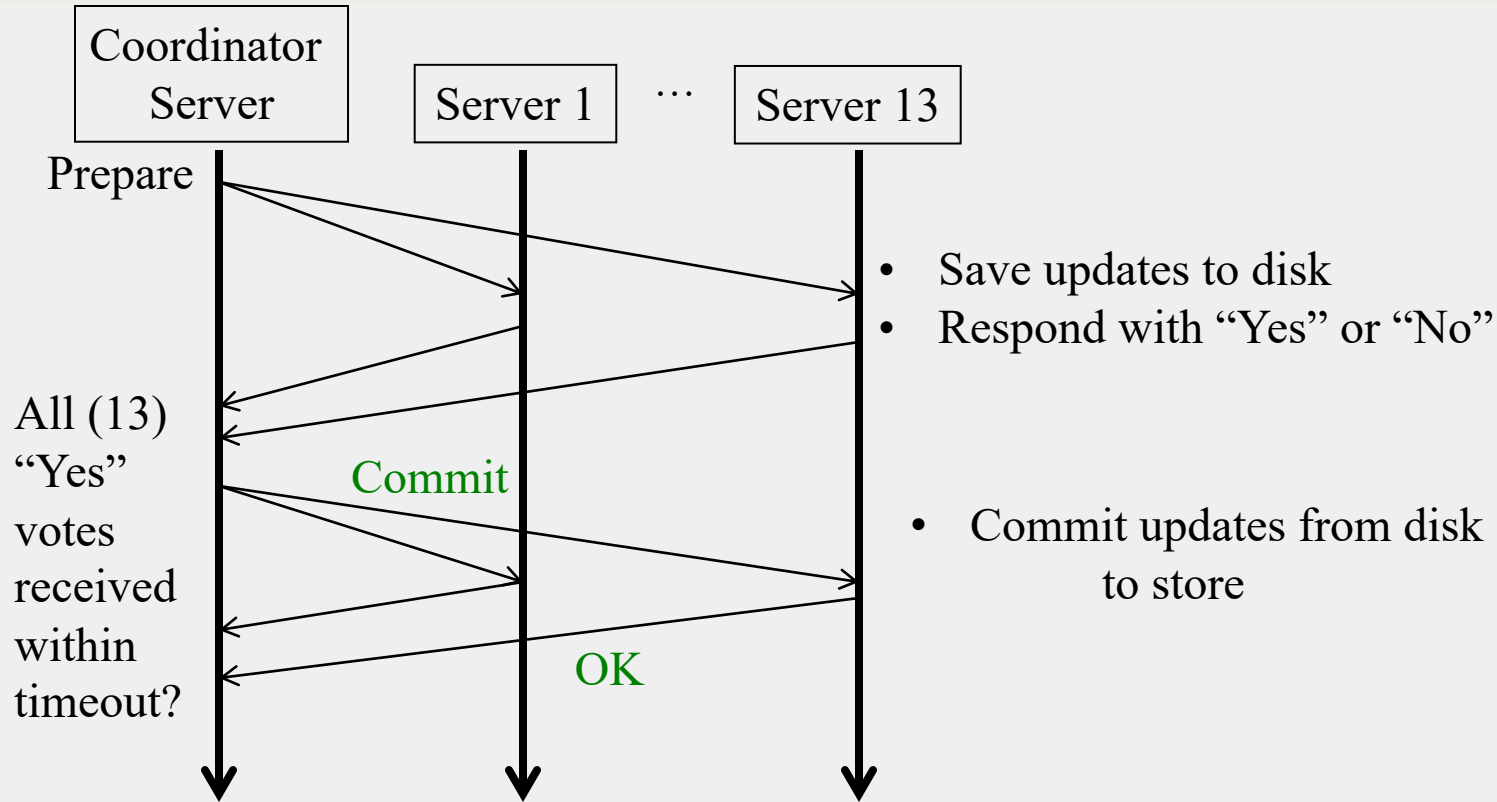 Coordinator
Server
Server 1
…
Server 13
Prepare
• Save updates to disk
• Respond with “Yes” or “No”
All (13)
“Yes”
votes
received
within
timeout?
Commit
• Commit updates from disk
to store
OK